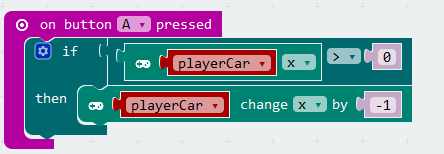 on button A pressed
if playerCar x > 0
then playerCar change x by -1